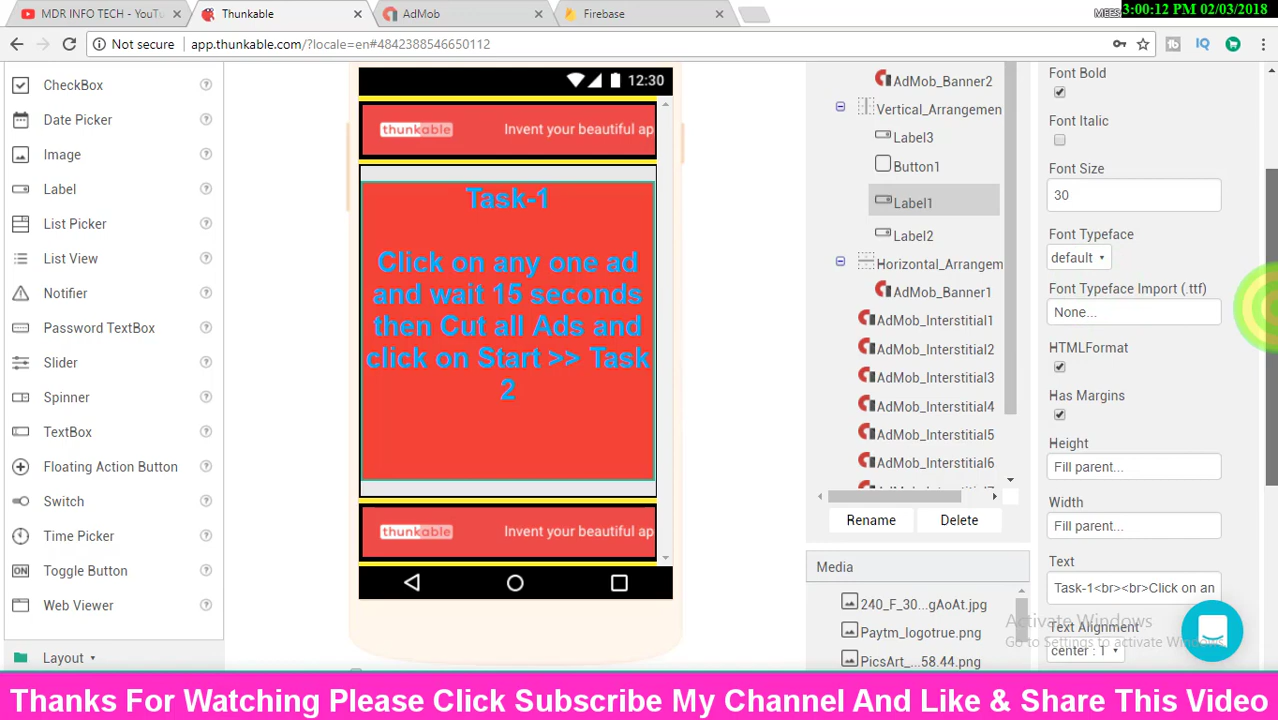 MDR INFO TECH - YouTu
Thunkable
AdMob
Firebase
MEES
3:00:12 PM 02/03/2018
Not secure
app.thunkable.com/?locale=en#4842388546650112
CheckBox
Date Picker
Image
Label
List Picker
List View
Notifier
Password TextBox
Slider
Spinner
TextBox
Floating Action Button
Switch
Time Picker
Toggle Button
Web Viewer
Layout
12:30
thunkable
Invent your beautiful ap
Task-1
Click on any one ad
and wait 15 seconds
then Cut all Ads and
click on Start >> Task
2
thunkable
Invent your beautiful ap
AdMob_Banner2
Vertical_Arrangemen
Label3
Button1
Label1
Label2
Horizontal_Arrangem
AdMob_Banner1
AdMob_Interstitial1
AdMob_Interstitial2
AdMob_Interstitial3
AdMob_Interstitial4
AdMob_Interstitial5
AdMob_Interstitial6
Rename
Delete
Media
240_F_30...gAoAt.jpg
Paytm_logotrue.png
PicsArt_...58.44.png
Font Bold
Font Italic
Font Size
30
Font Typeface
default
Font Typeface Import (.ttf)
None...
HTMLFormat
Has Margins
Height
Fill parent...
Width
Fill parent...
Text
Task-1<br><br>Click on an
Text Alignment
center : 1
Activate Windows
Go to Settings to activate Windows.
Thanks For Watching Please Click Subscribe My Channel And Like & Share This Video